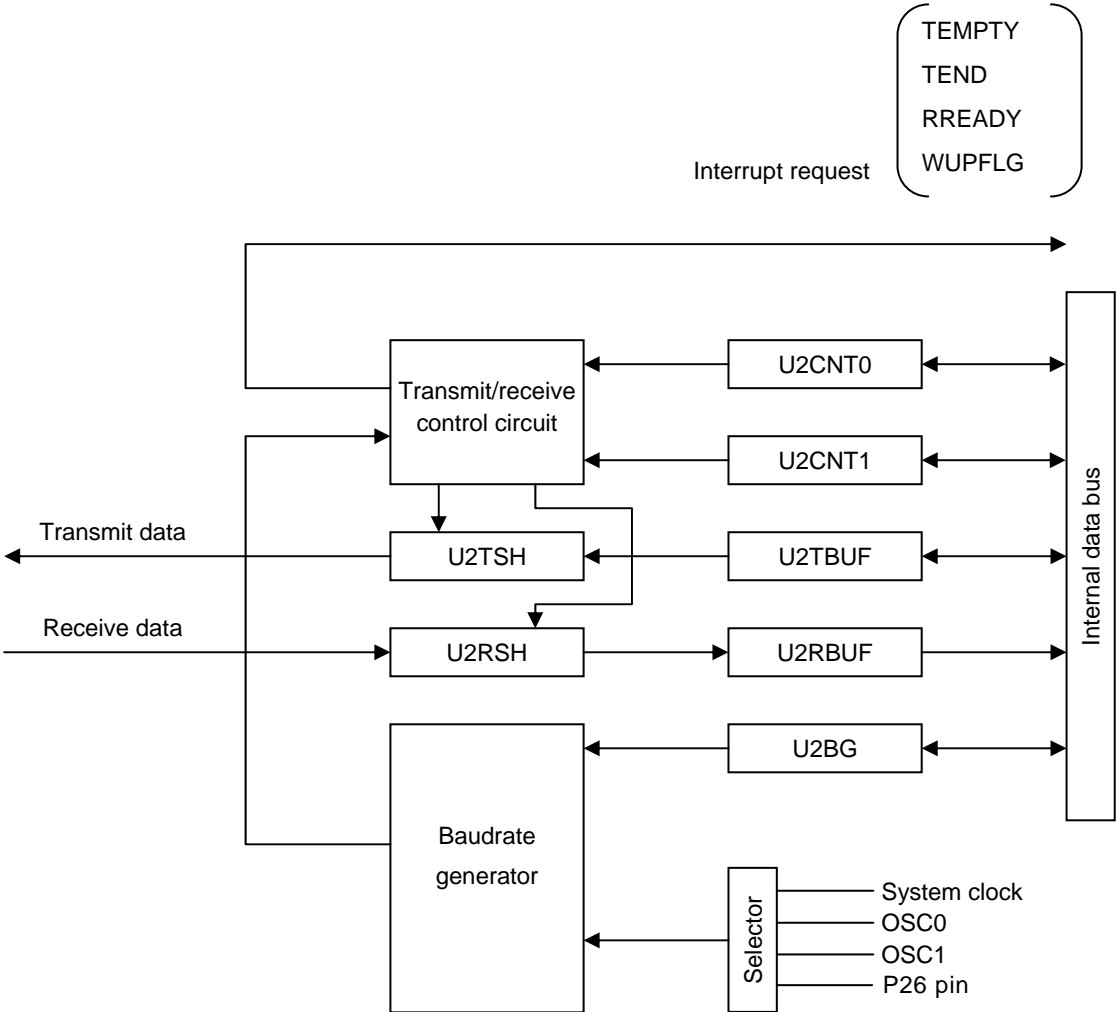 TEMPTY
TEND
RREADY
WUPFLG
Interrupt request
U2CNT0
Transmit/receive
control circuit
U2CNT1
Transmit data
U2TSH
U2TBUF
Internal data bus
Receive data
U2RSH
U2RBUF
U2BG
Baudrate
generator
Selector
System clock
OSC0
OSC1
P26 pin